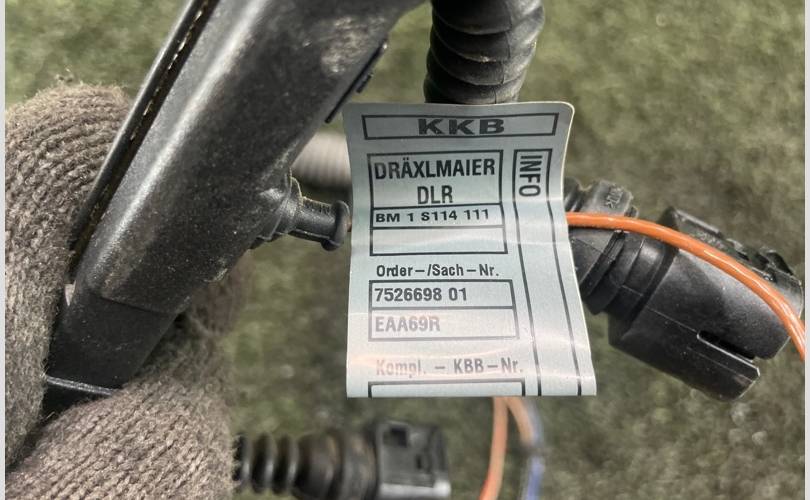 KKB
DRÄXLMAIER
DLR
INFO
BM 1 S114 111
Order-/Sach-Nr.
7526698 01
EAA69R
Kompl. - KBB-Nr.